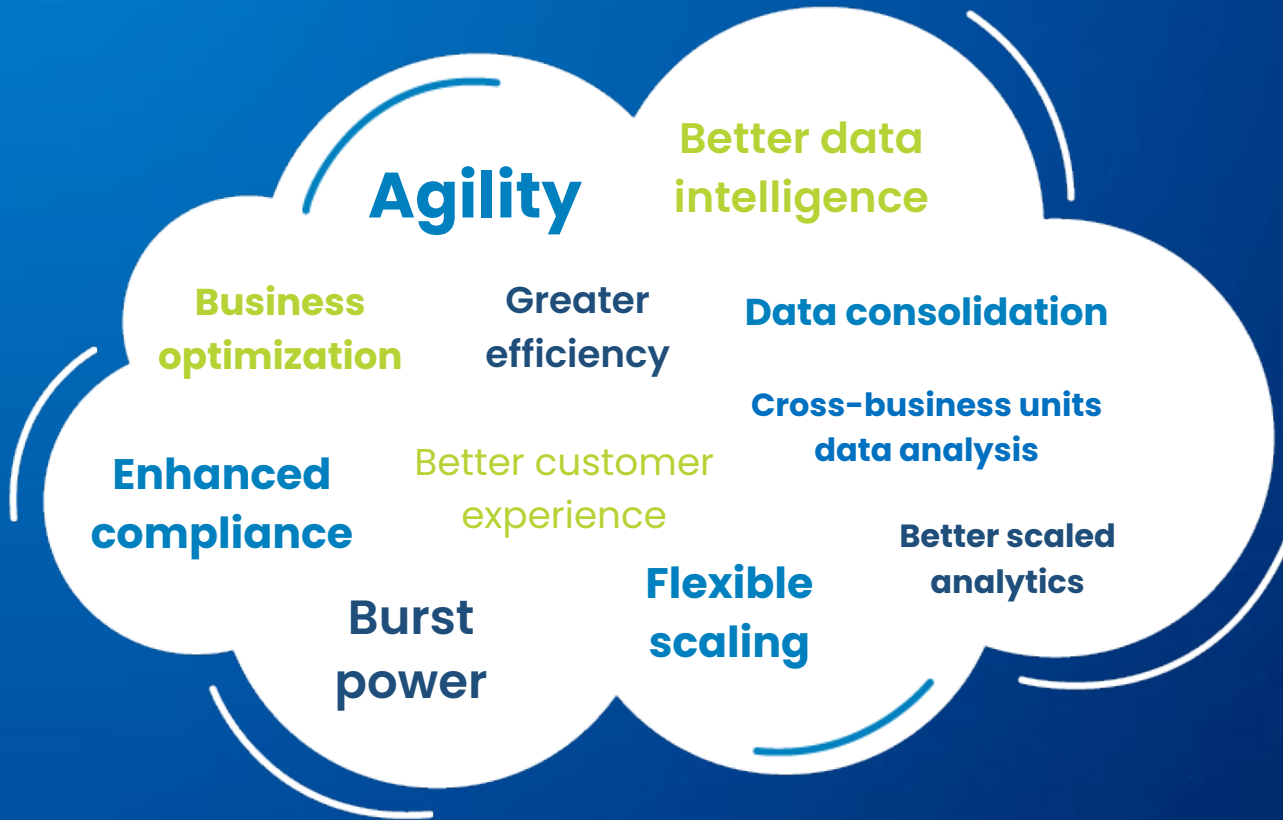 Agility
Better data
intelligence
Business
optimization
Greater
efficiency
Data consolidation
Cross-business units
data analysis
Enhanced
compliance
Better customer
experience
Better scaled
analytics
Flexible
scaling
Burst
power